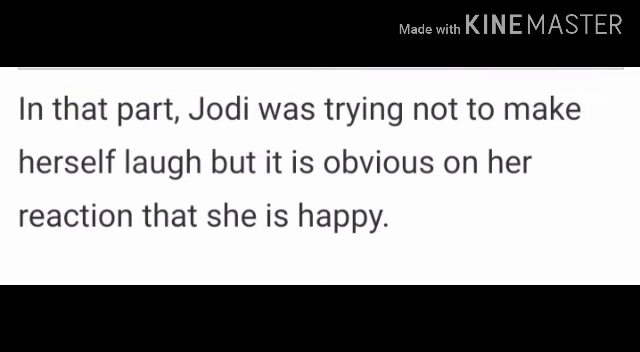 Made with KINEMASTER
In that part, Jodi was trying not to make
herself laugh but it is obvious on her
reaction that she is happy.